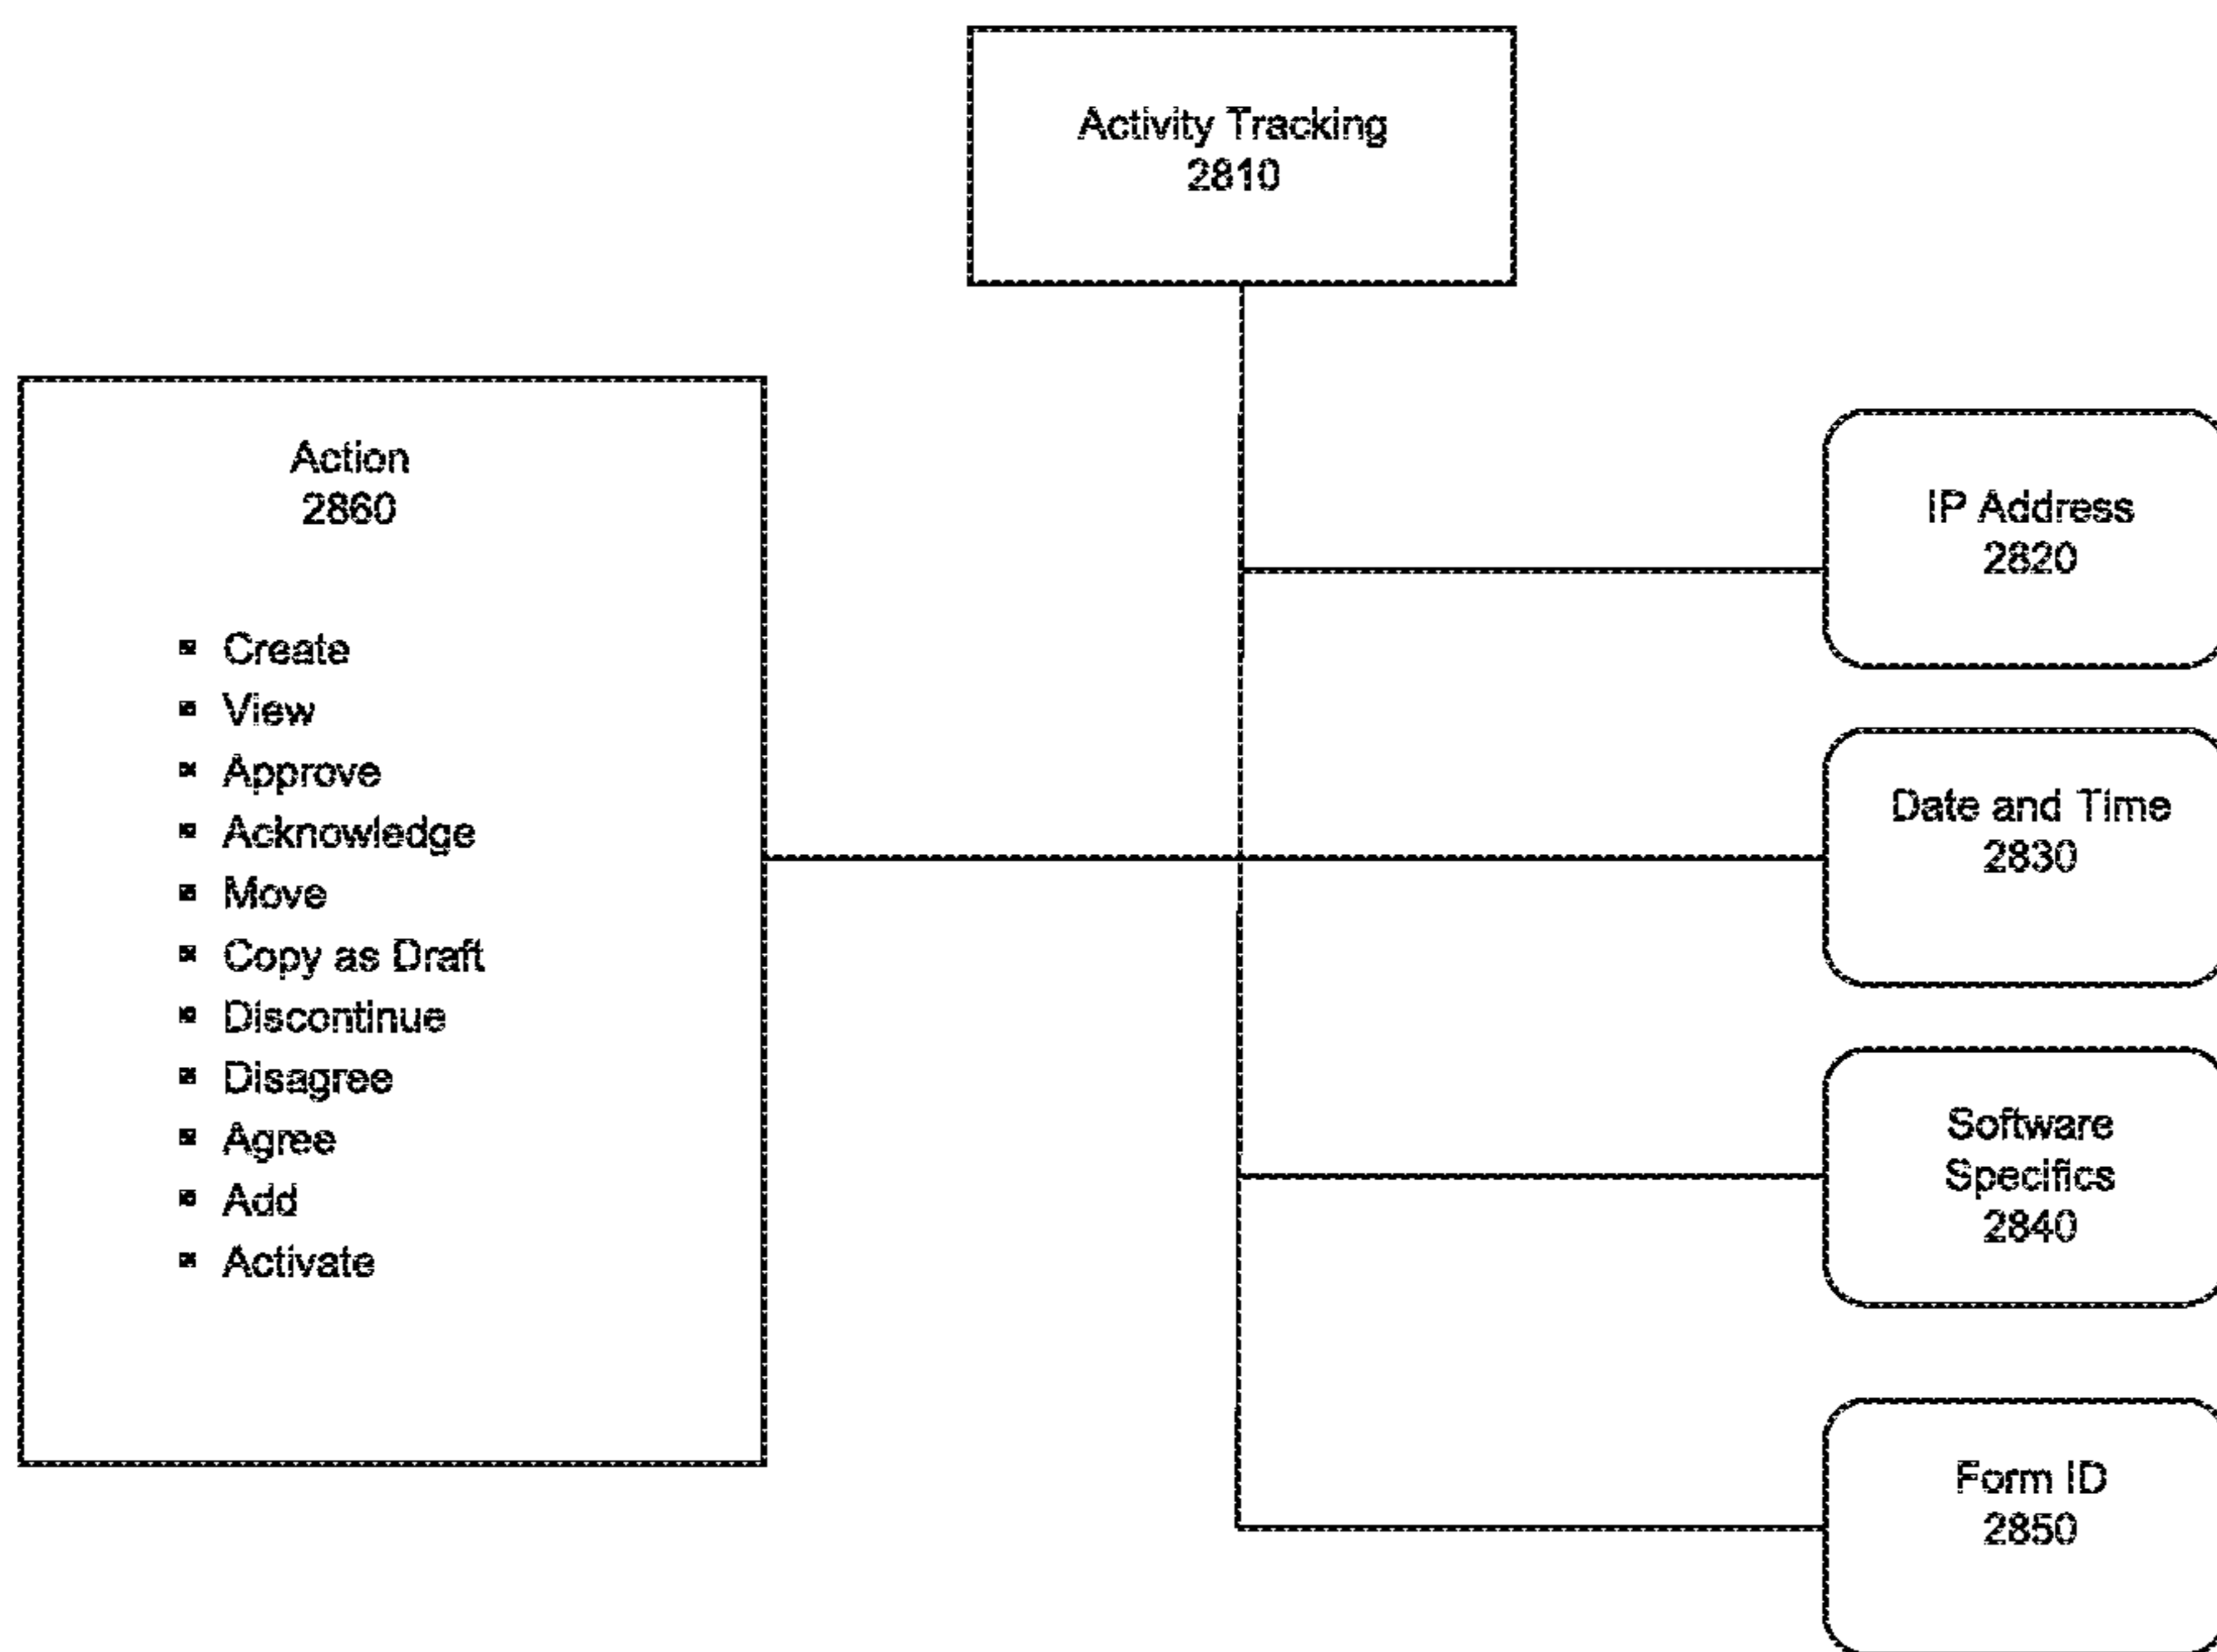 Activity Tracking
2810
Action
2860
▪ Create
▪ View
▪ Approve
▪ Acknowledge
▪ Move
▪ Copy as Draft
▪ Discontinue
▪ Disagree
▪ Agree
▪ Add
▪ Activate
IP Address
2820
Date and Time
2830
Software
Specifics
2840
Form ID
2850